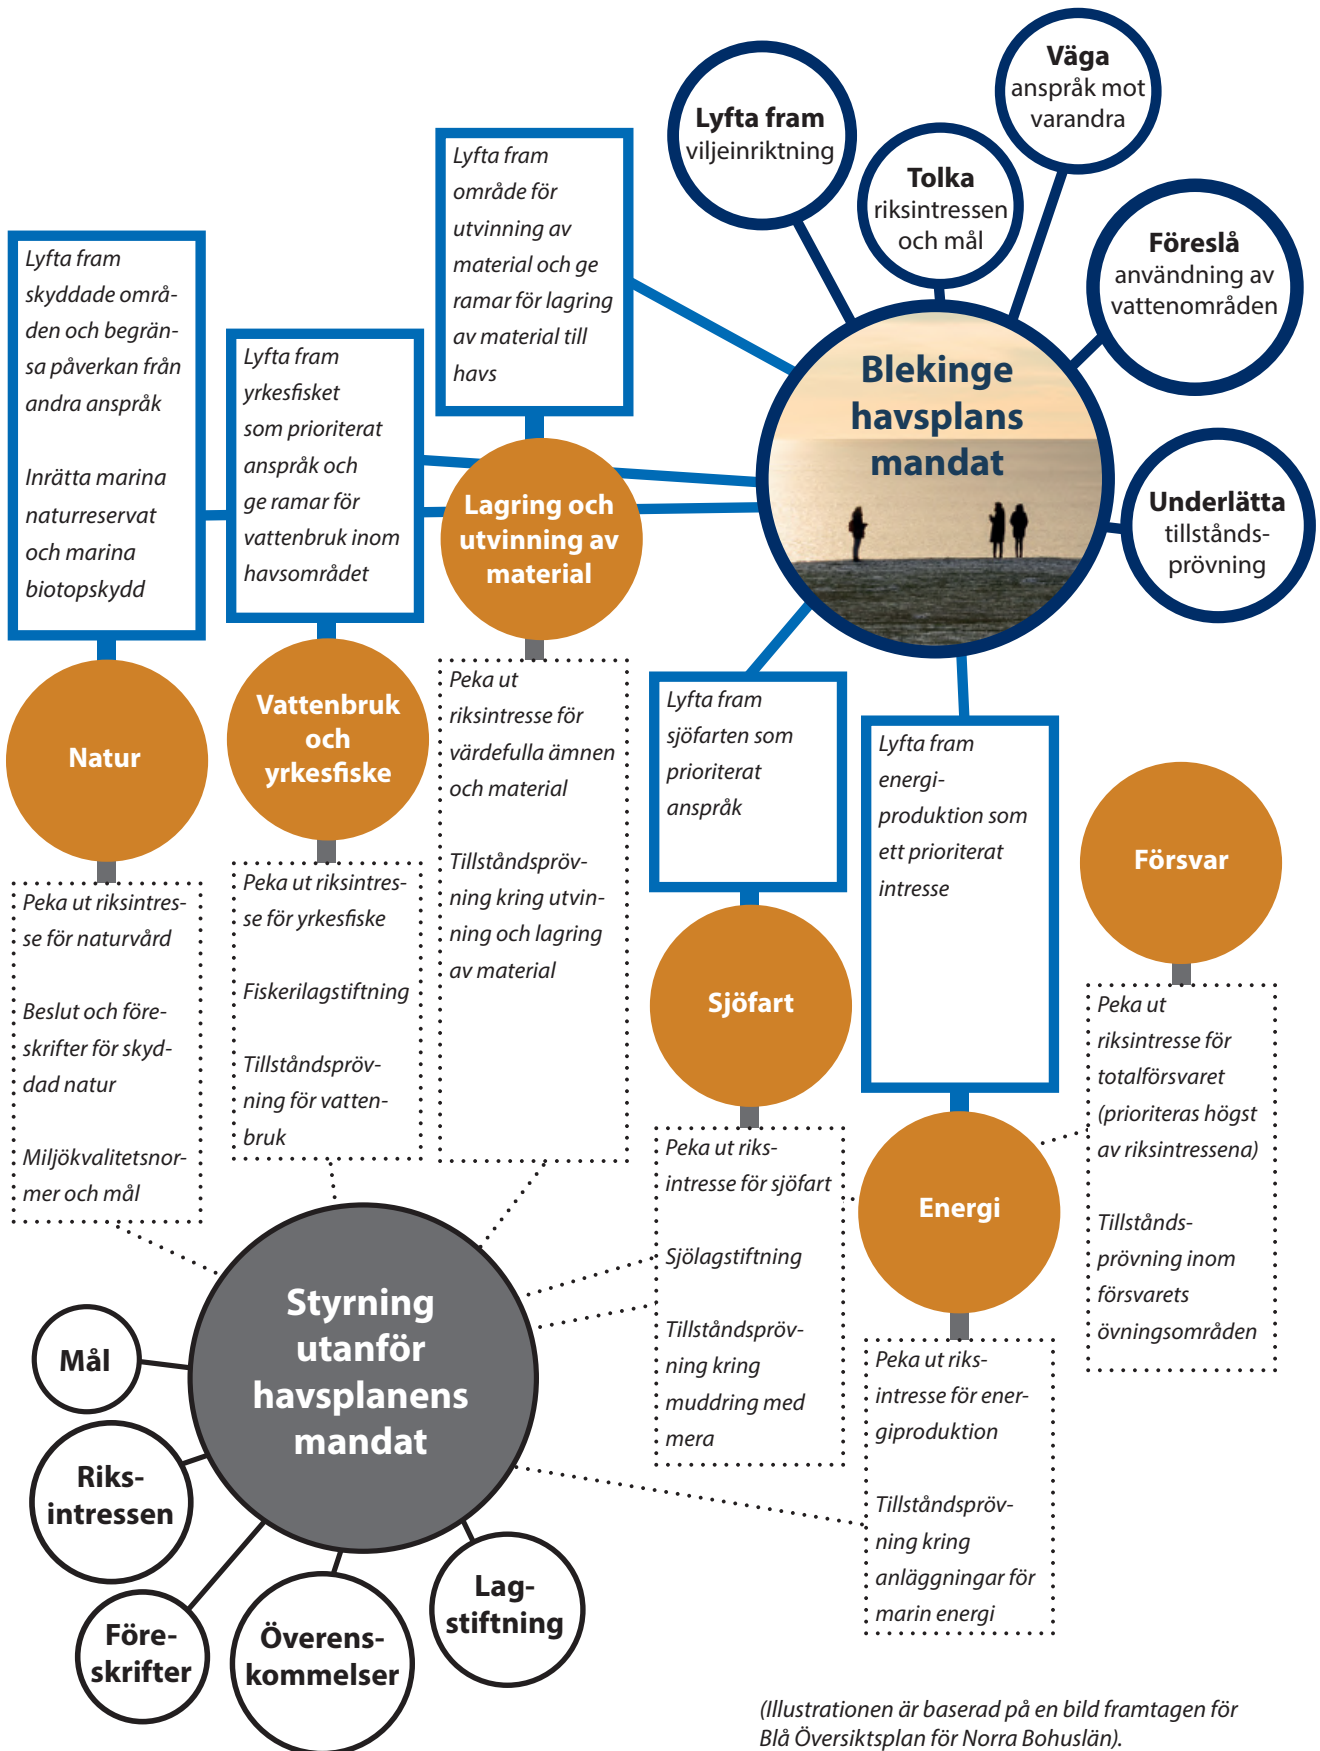 Väga
anspråk mot
varandra
Lyfta fram
viljeinriktning
Tolka
riksintressen
och mål
Föreslå
användning av
vattenområden
Underlätta
tillstånds-
prövning
Blekinge
havsplans
mandat
Lyfta fram
område för
utvinning av
material och ge
ramar för lagring
av material till
havs
Lyfta fram
skyddade områ-
den och begrän-
sa påverkan från
andra anspråk
Inrätta marina
naturreservat
och marina
biotopskydd
Lyfta fram
yrkesfisket
som prioriterat
anspråk och
ge ramar för
vattenbruk inom
havsområdet
Lagring och
utvinning av
material
Natur
Vattenbruk
och
yrkesfiske
Peka ut
riksintresse för
värdefulla ämnen
och material
Tillståndspröv-
ning kring utvin-
ning och lagring
av material
Lyfta fram
sjöfarten som
prioriterat
anspråk
Lyfta fram
energi-
produktion som
ett prioriterat
intresse
Försvar
Peka ut riksintres-
se för naturvård
Beslut och före-
skrifter för skyd-
dad natur
Miljökvalitetsnor-
mer och mål
Peka ut riksintres-
se för yrkesfiske
Fiskerilagstiftning
Tillståndspröv-
ning för vatten-
bruk
Sjöfart
Peka ut
riksintresse för
totalförsvaret
(prioriteras högst
av riksintressena)
Tillstånds-
prövning inom
försvarets
övningsområden
Peka ut riks-
intresse för sjöfart
Sjölagstiftning
Tillståndspröv-
ning kring
muddring med
mera
Energi
Peka ut riks-
intresse för ener-
giproduktion
Tillståndspröv-
ning kring
anläggningar för
marin energi
Styrning
utanför
havsplanens
mandat
Mål
Riks-
intressen
Före-
skrifter
Överens-
kommelser
Lag-
stiftning
(Illustrationen är baserad på en bild framtagen för
Blå Översiktsplan för Norra Bohuslän).